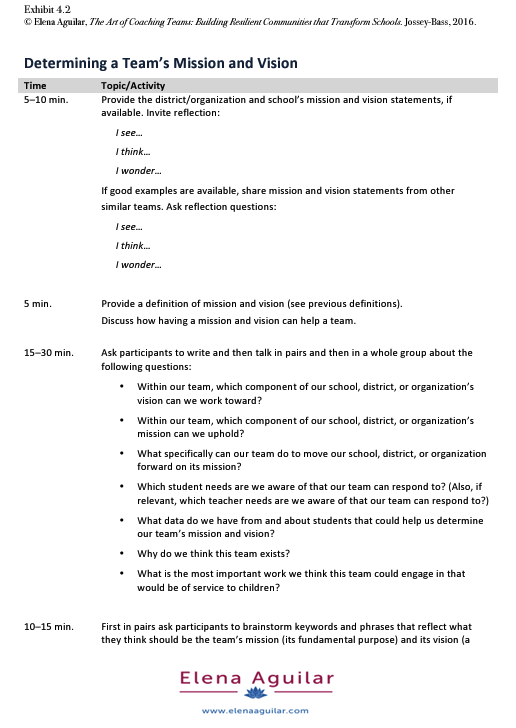 Exhibit 4.2
© Elena Aguilar, The Art of Coaching Teams: Building Resilient Communities that Transform Schools. Jossey-Bass, 2016.
Determining a Team's Mission and Vision
Time Topic/Activity
5–10 min. Provide the district/organization and school's mission and vision statements, if
available. Invite reflection:
I see…
I think…
I wonder…
If good examples are available, share mission and vision statements from other
similar teams. Ask reflection questions:
I see…
I think…
I wonder…
5 min. Provide a definition of mission and vision (see previous definitions).
Discuss how having a mission and vision can help a team.
15–30 min. Ask participants to write and then talk in pairs and then in a whole group about the
following questions:
• Within our team, which component of our school, district, or organization's
vision can we work toward?
• Within our team, which component of our school, district, or organization's
mission can we uphold?
• What specifically can our team do to move our school, district, or organization
forward on its mission?
• Which student needs are we aware of that our team can respond to? (Also, if
relevant, which teacher needs are we aware of that our team can respond to?)
• What data do we have from and about students that could help us determine
our team's mission and vision?
• Why do we think this team exists?
• What is the most important work we think this team could engage in that
would be of service to children?
10–15 min. First in pairs ask participants to brainstorm keywords and phrases that reflect what
they think should be the team's mission (its fundamental purpose) and its vision (a
Elena Aguilar
www.elenaaguilar.com